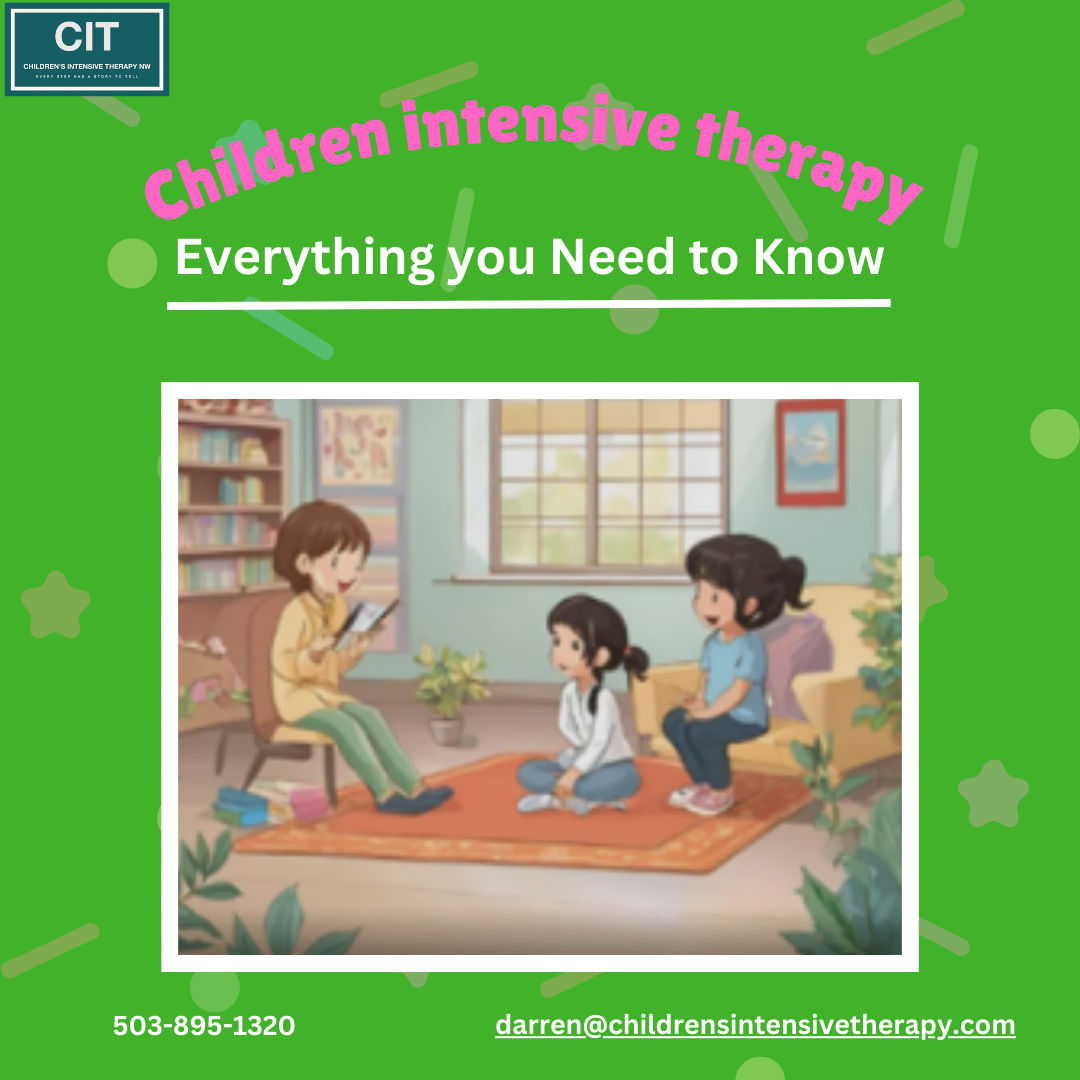 CIT
CHILDREN'S INTENSIVE THERAPY NW
EVERY STEP HAS A STORY TO TELL
Children intensive therapy
Everything you Need to Know
503-895-1320
darren@childrensintensivetherapy.com